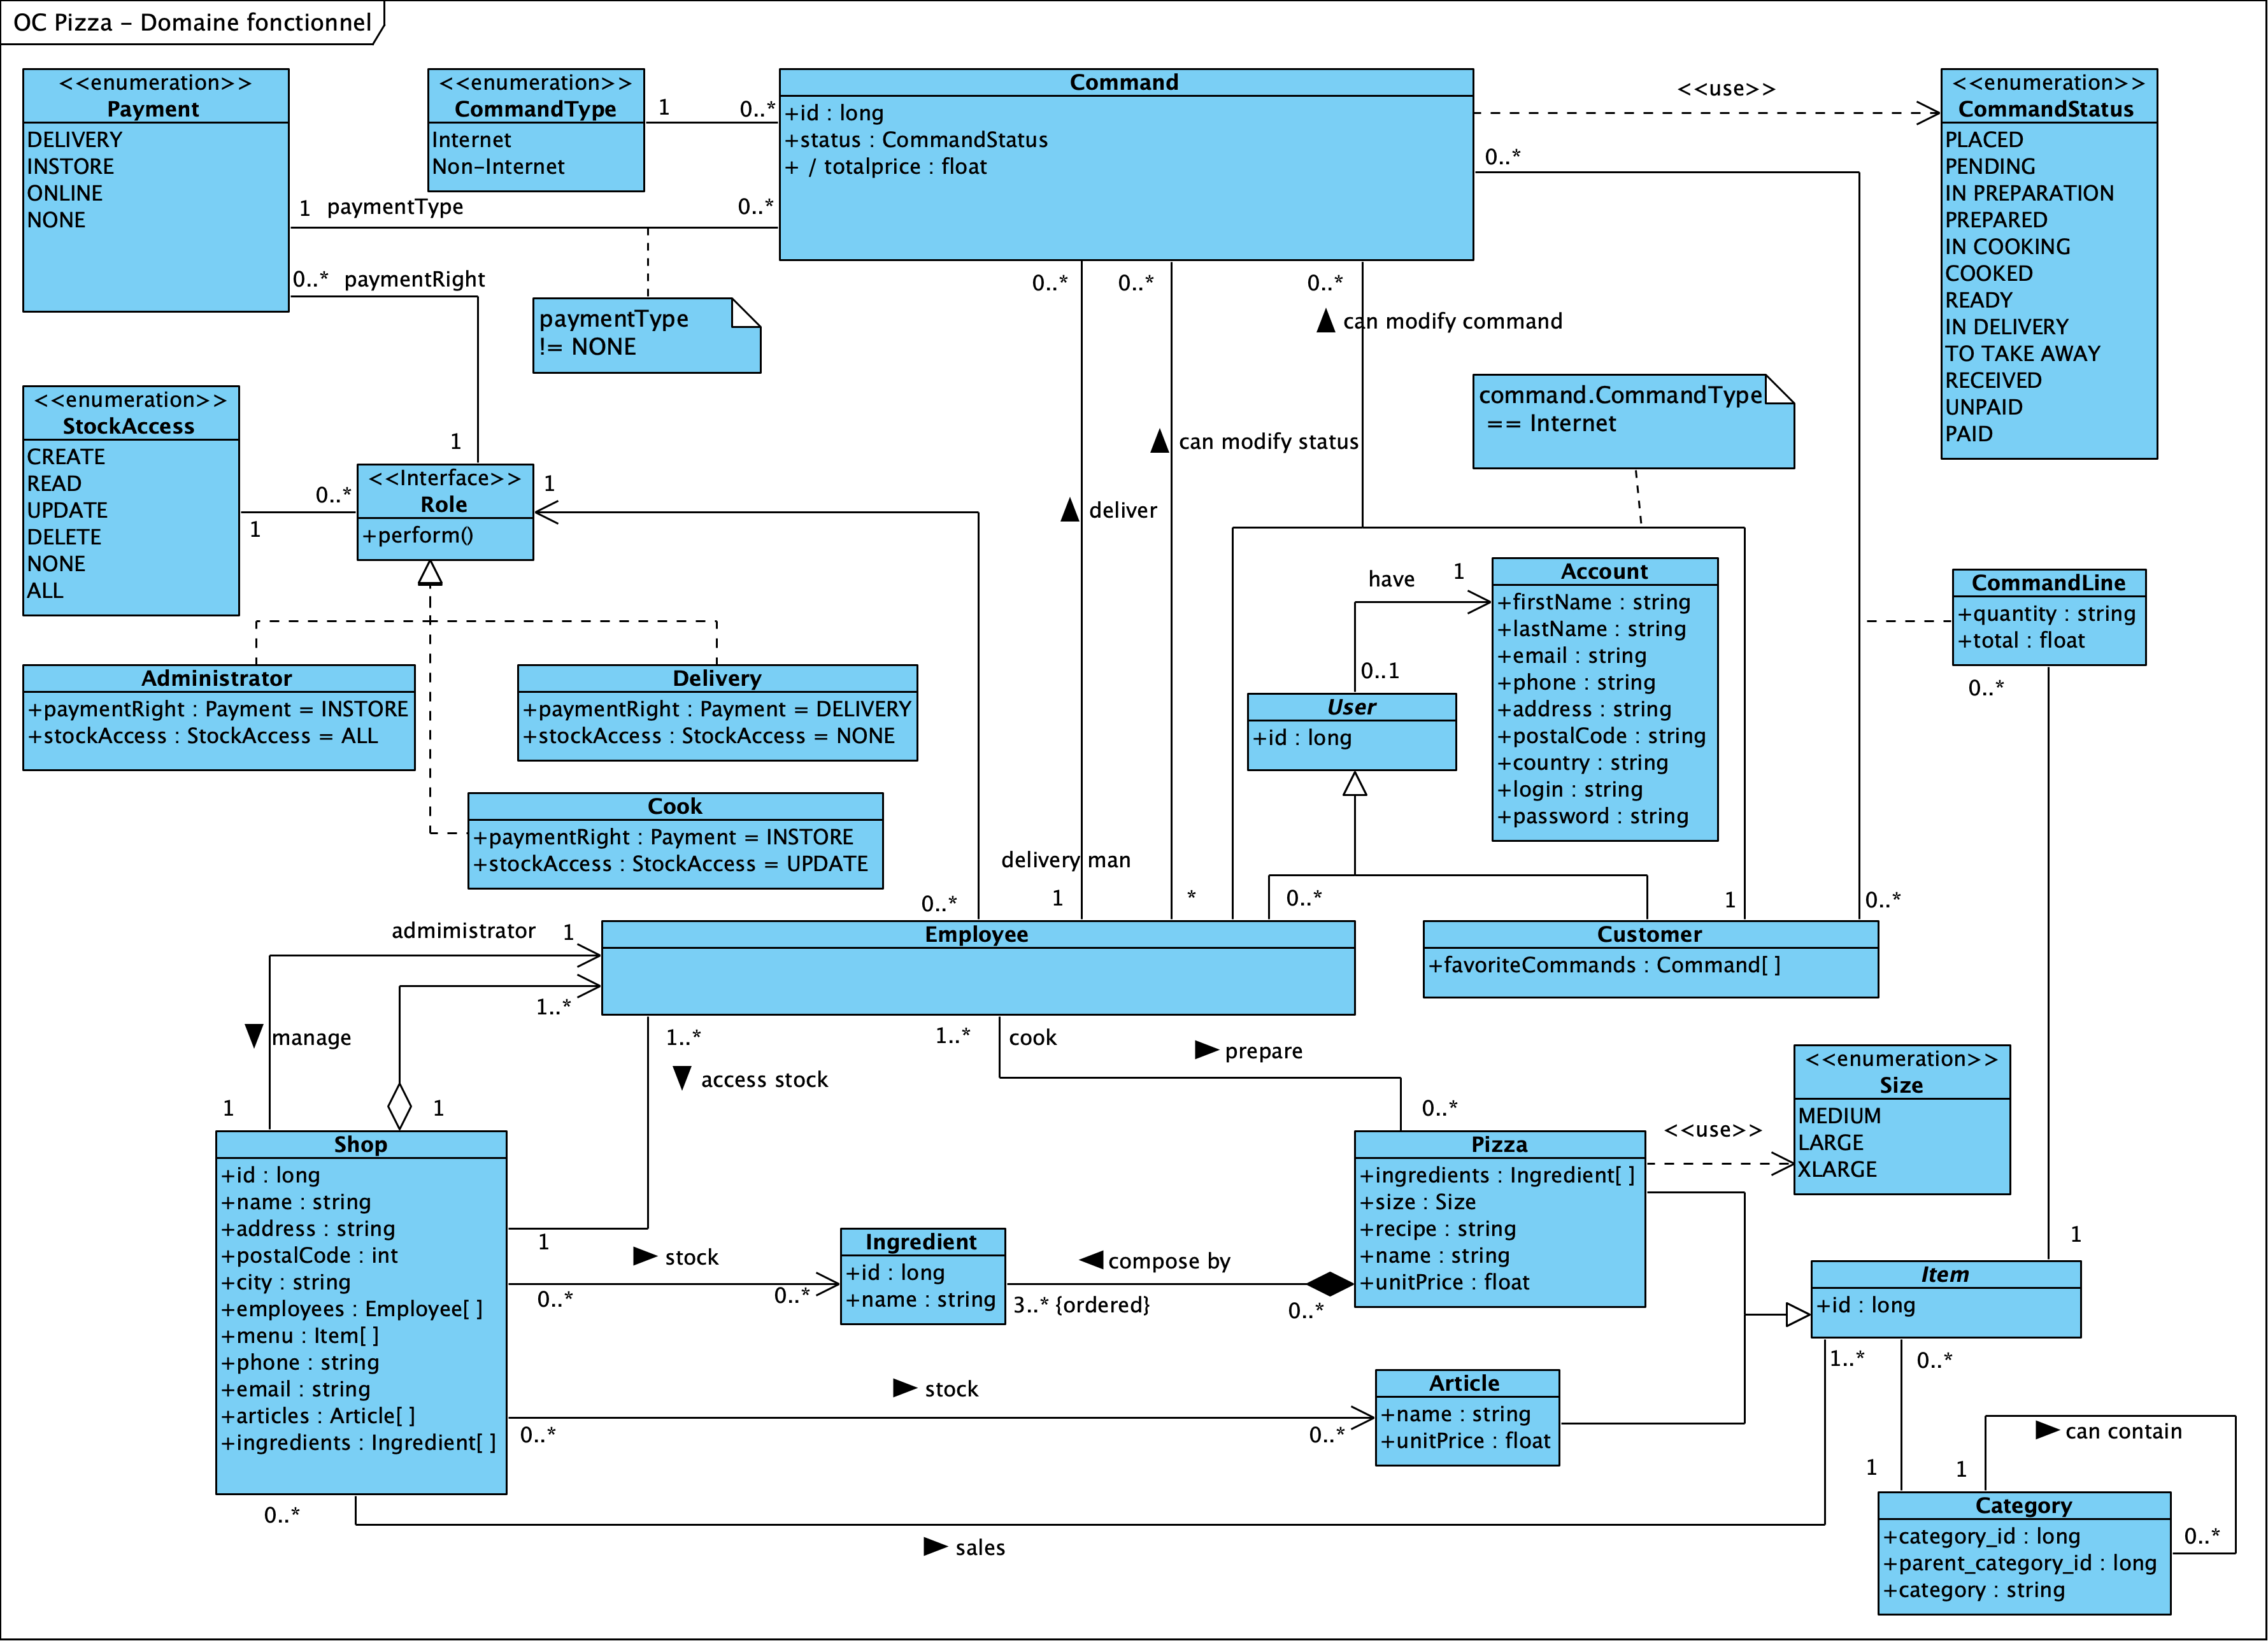 OC Pizza - Domaine fonctionnel
<<enumeration>>
Payment
DELIVERY
INSTORE
ONLINE
NONE
<<enumeration>>
CommandType
Internet
Non-Internet
1
0..*
Command
+id : long
+status : CommandStatus
+ / totalprice : float
<<use>>
<<enumeration>>
CommandStatus
PLACED
PENDING
IN PREPARATION
PREPARED
IN COOKING
COOKED
READY
IN DELIVERY
TO TAKE AWAY
RECEIVED
UNPAID
PAID
0..*
1 paymentType
0..*
0..* paymentRight
paymentType
!= NONE
0..*
0..*
0..*
can modify command
command.CommandType
== Internet
can modify status
deliver
<<enumeration>>
StockAccess
CREATE
READ
UPDATE
DELETE
NONE
ALL
1
0..*
1
<<Interface>>
Role
+perform()
1
have
1
0..1
Account
+firstName : string
+lastName : string
+email : string
+phone : string
+address : string
+postalCode : string
+country : string
+login : string
+password : string
CommandLine
+quantity : string
+total : float
0..*
User
+id : long
Administrator
+paymentRight : Payment = INSTORE
+stockAccess : StockAccess = ALL
Delivery
+paymentRight : Payment = DELIVERY
+stockAccess : StockAccess = NONE
Cook
+paymentRight : Payment = INSTORE
+stockAccess : StockAccess = UPDATE
delivery man
0..*
1
*
0..*
1
0..*
admimistrator
1
Employee
Customer
+favoriteCommands : Command[ ]
1..*
manage
1..*
access stock
1..*
cook
prepare
1
1
0..*
<<enumeration>>
Size
MEDIUM
LARGE
XLARGE
<<use>>
Shop
+id : long
+name : string
+address : string
+postalCode : int
+city : string
+employees : Employee[ ]
+menu : Item[ ]
+phone : string
+email : string
+articles : Article[ ]
+ingredients : Ingredient[ ]
1
stock
0..*
0..*
Ingredient
+id : long
+name : string
compose by
3..* {ordered}
0..*
Pizza
+ingredients : Ingredient[ ]
+size : Size
+recipe : string
+name : string
+unitPrice : float
1
Item
+id : long
1..*
0..*
stock
0..*
0..*
Article
+name : string
+unitPrice : float
can contain
1
1
0..*
Category
+category_id : long
+parent_category_id : long
+category : string
0..*
sales